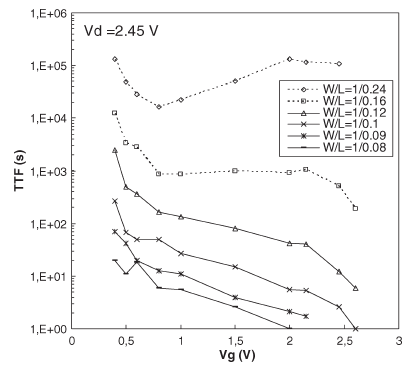 1,E+06
Vd =2.45 V
1,E+05
W/L=1/0.24
W/L=1/0.16
W/L=1/0.12
W/L=1/0.1
W/L=1/0.09
W/L=1/0.08
1,E+04
1,E+03
1,E+02
1,E+01
1,E+00
TTF (s)
0 0,5 1 1,5 2 2,5 3
Vg (V)